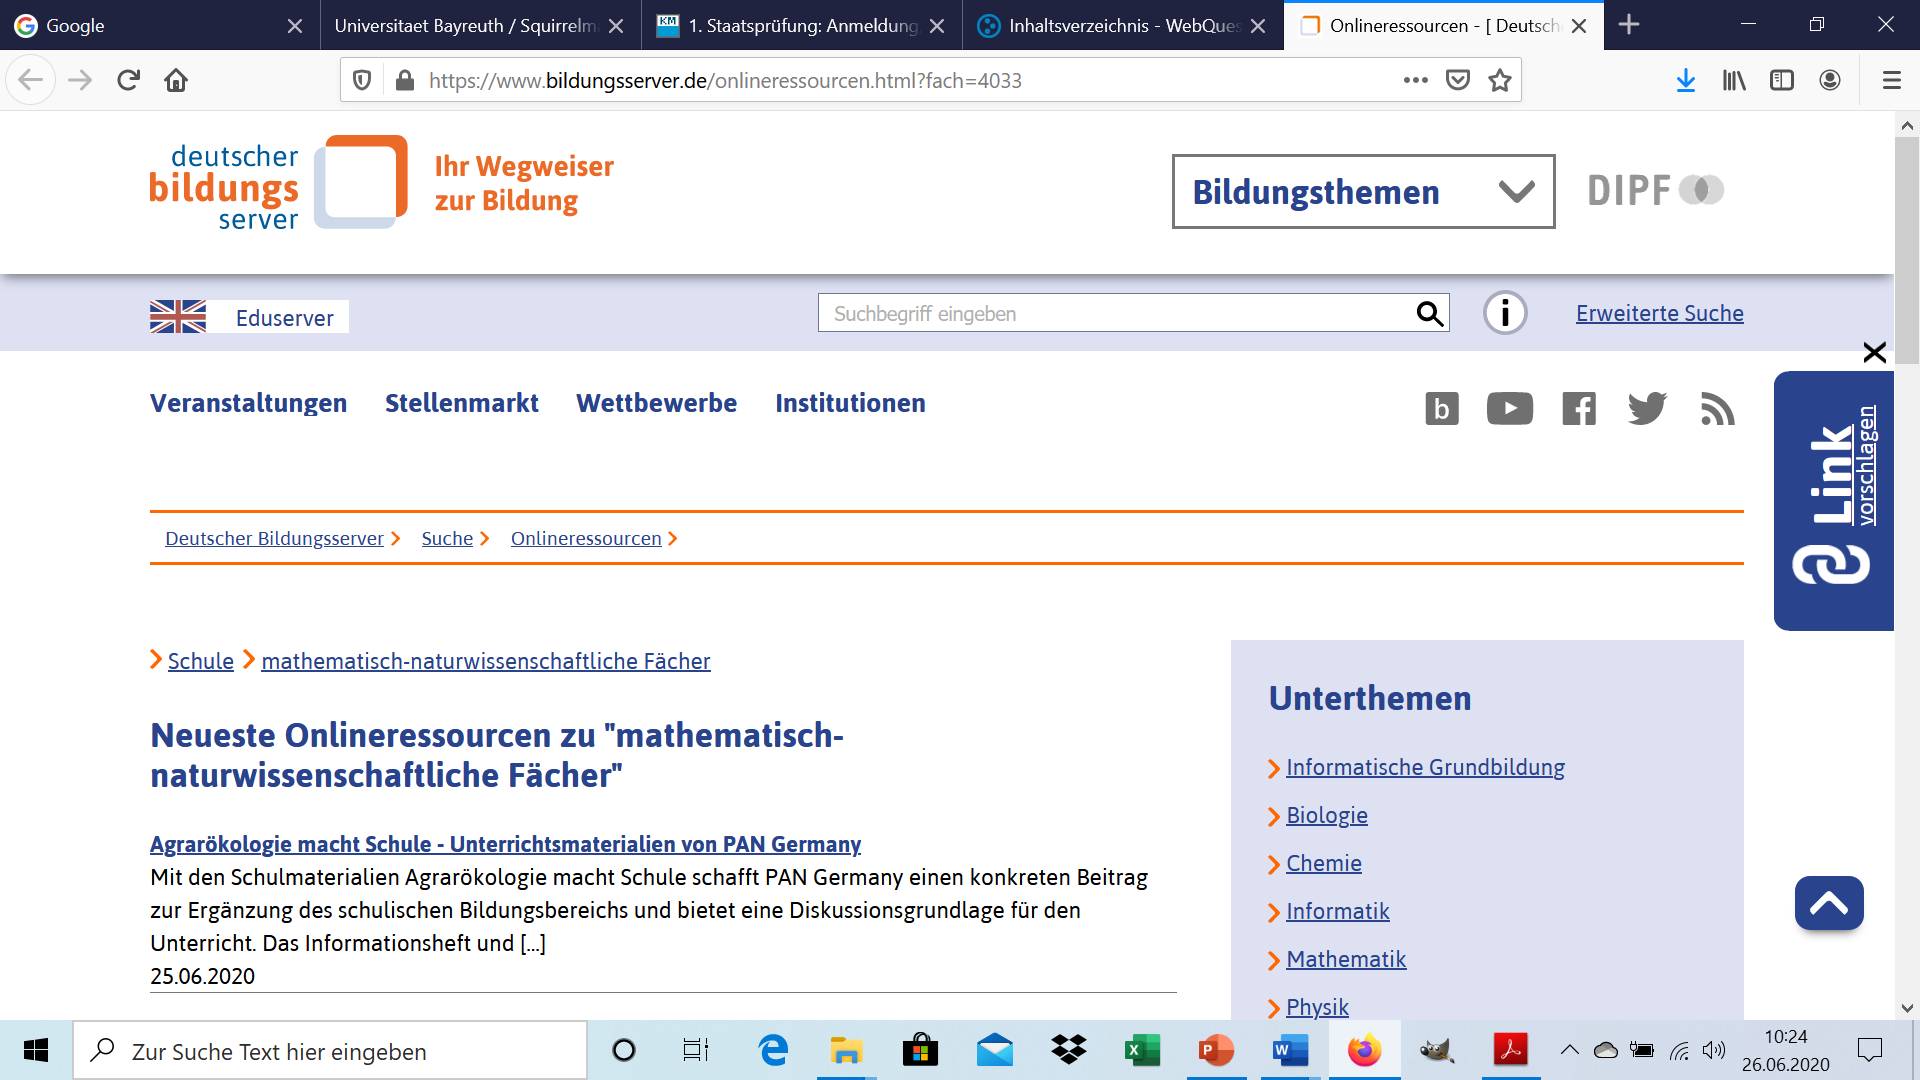 Google
Universitaet Bayreuth / Squirrelm
1. Staatsprüfung: Anmeldung,
Inhaltsverzeichnis - WebQues
Onlineressourcen - [ Deutsche
https://www.bildungsserver.de/onlineressourcen.html?fach=4033
deutscher
bildungs
server
Ihr Wegweiser
zur Bildung
Bildungsthemen
DIPF
Eduserver
Suchbegriff eingeben
i
Erweiterte Suche
Veranstaltungen Stellenmarkt Wettbewerbe Institutionen
b
Link
vorschlagen
Deutscher Bildungsserver Suche Onlineressourcen
Schule mathematisch-naturwissenschaftliche Fächer
Neueste Onlineressourcen zu "mathematisch-
naturwissenschaftliche Fächer"
Agrarökologie macht Schule - Unterrichtsmaterialien von PAN Germany
Mit den Schulmaterialien Agrarökologie macht Schule schafft PAN Germany einen konkreten Beitrag
zur Ergänzung des schulischen Bildungsbereichs und bietet eine Diskussionsgrundlage für den
Unterricht. Das Informationsheft und [...]
25.06.2020
Unterthemen
Informatische Grundbildung
Biologie
Chemie
Informatik
Mathematik
Physik
Zur Suche Text hier eingeben
10:24
26.06.2020